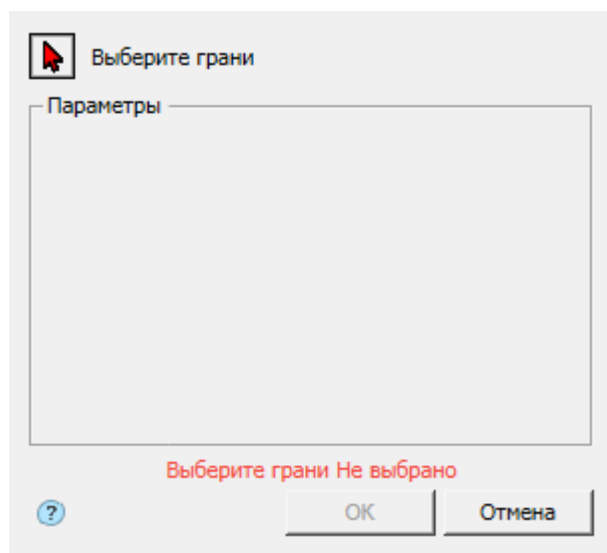 Выберите грани
Параметры
Выберите грани Не выбрано
?
OK
Отмена